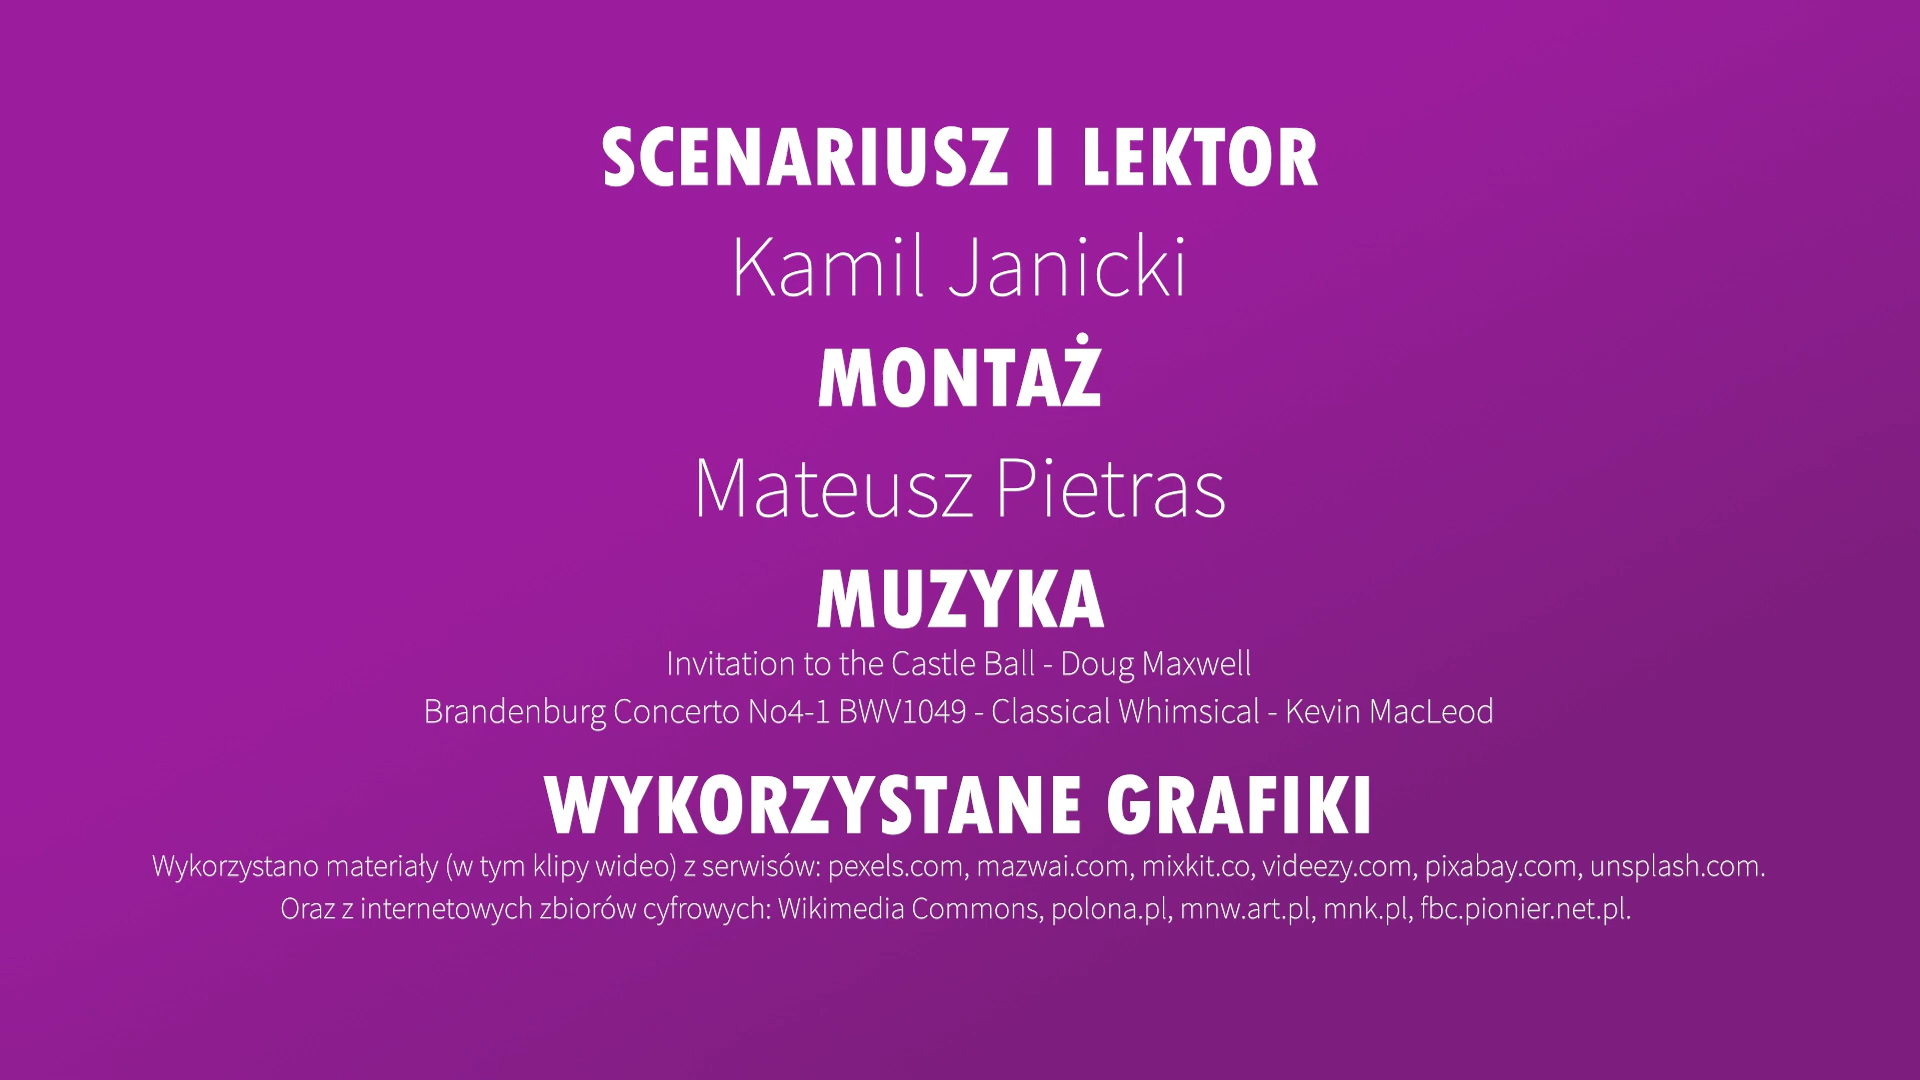 SCENARIUSZ I LEKTOR
Kamil Janicki
MONTAŻ
Mateusz Pietras
MUZYKA
Invitation to the Castle Ball - Doug Maxwell
Brandenburg Concerto No4-1 BWV1049 - Classical Whimsical - Kevin MacLeod
WYKORZYSTANE GRAFIKI
Wykorzystano materiały (w tym klipy wideo) z serwisów: pexels.com, mazwai.com, mixkit.co, videezy.com, pixabay.com, unsplash.com.
Oraz z internetowych zbiorów cyfrowych: Wikimedia Commons, polona.pl, mnw.art.pl, mnk.pl, fbc.pionier.net.pl.